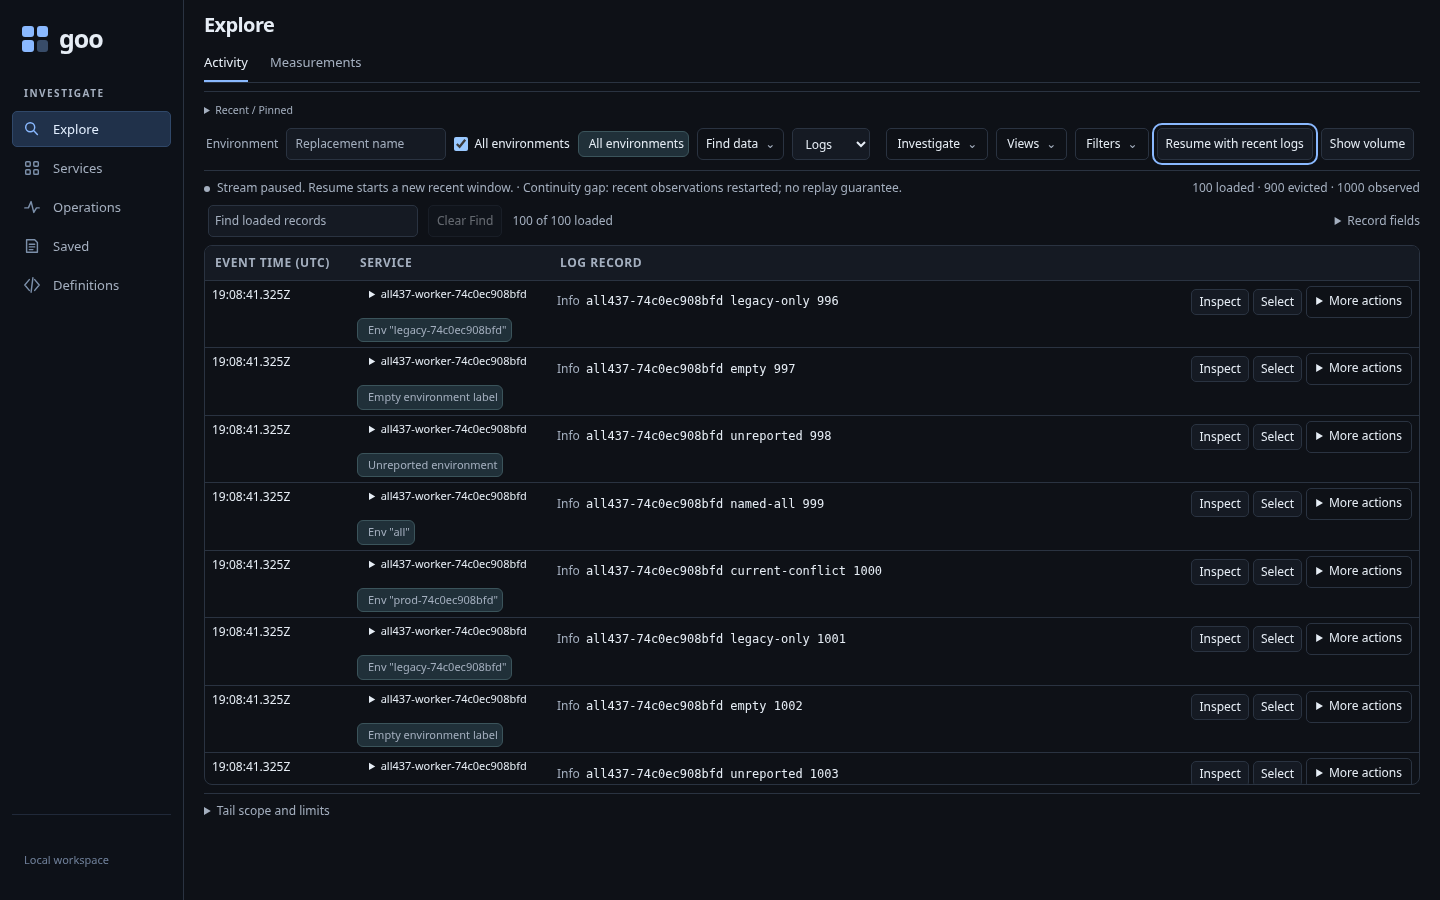 goo
Explore
Activity Measurements
INVESTIGATE
Explore
Services
Operations
Saved
Definitions
Local workspace
Recent / Pinned
Environment Replacement name All environments All environments Find data Logs Investigate Views Filters Resume with recent logs Show volume
Stream paused. Resume starts a new recent window. · Continuity gap: recent observations restarted; no replay guarantee. 100 loaded · 900 evicted · 1000 observed
Find loaded records Clear Find 100 of 100 loaded Record fields
EVENT TIME (UTC) SERVICE LOG RECORD
19:08:41.325Z all437-worker-74c0ec908bfd Info all437-74c0ec908bfd legacy-only 996 Inspect Select More actions
Env "legacy-74c0ec908bfd"
19:08:41.325Z all437-worker-74c0ec908bfd Info all437-74c0ec908bfd empty 997 Inspect Select More actions
Empty environment label
19:08:41.325Z all437-worker-74c0ec908bfd Info all437-74c0ec908bfd unreported 998 Inspect Select More actions
Unreported environment
19:08:41.325Z all437-worker-74c0ec908bfd Info all437-74c0ec908bfd named-all 999 Inspect Select More actions
Env "all"
19:08:41.325Z all437-worker-74c0ec908bfd Info all437-74c0ec908bfd current-conflict 1000 Inspect Select More actions
Env "prod-74c0ec908bfd"
19:08:41.325Z all437-worker-74c0ec908bfd Info all437-74c0ec908bfd legacy-only 1001 Inspect Select More actions
Env "legacy-74c0ec908bfd"
19:08:41.325Z all437-worker-74c0ec908bfd Info all437-74c0ec908bfd empty 1002 Inspect Select More actions
Empty environment label
19:08:41.325Z all437-worker-74c0ec908bfd Info all437-74c0ec908bfd unreported 1003 Inspect Select More actions
Tail scope and limits